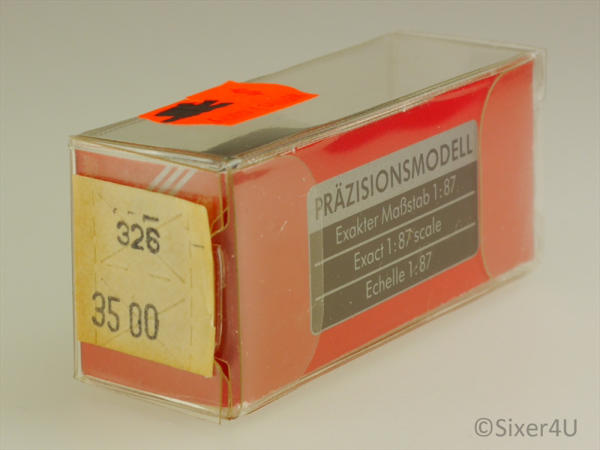 PRÄZISIONSMODELL
Exakter Maßstab 1:87
Exact 1:87 scale
Echelle 1:87
326
35 00
©Sixer4U